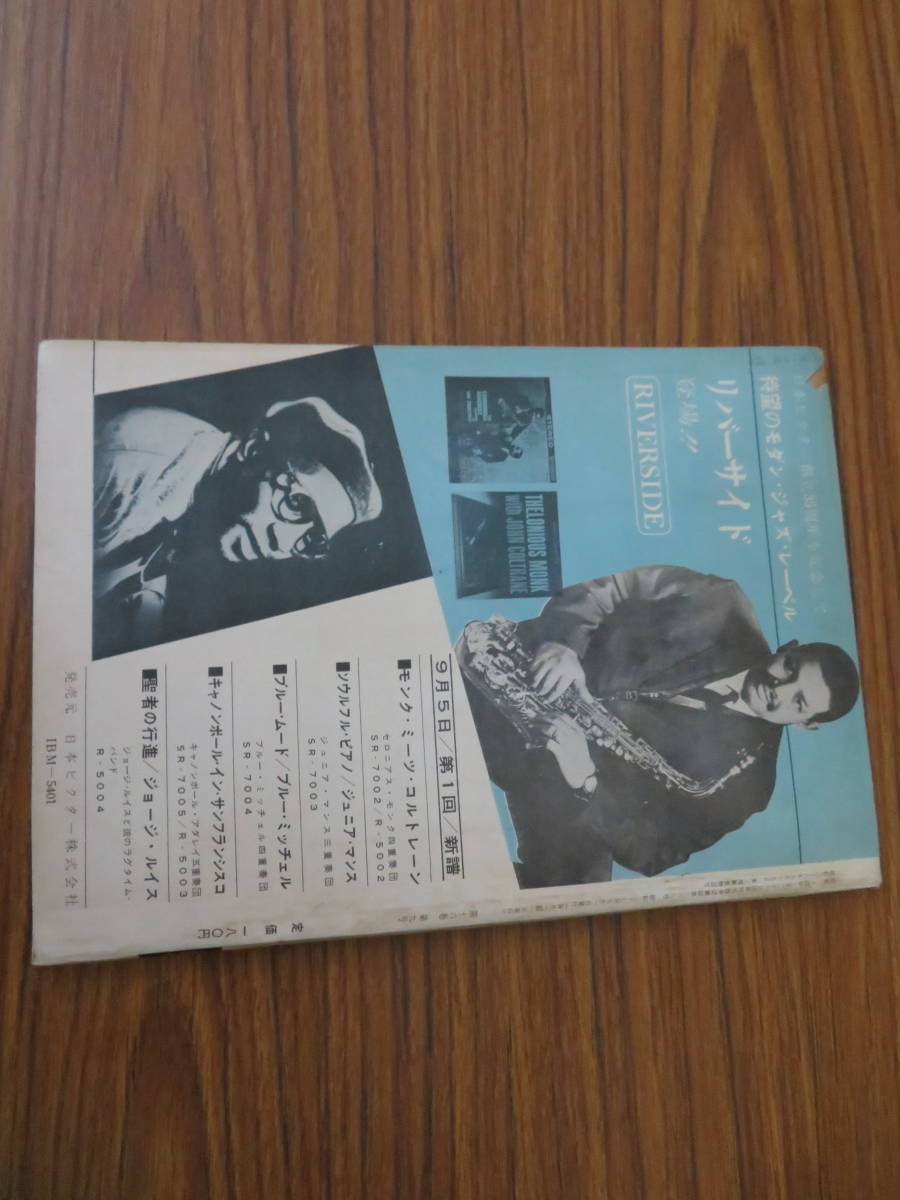 待望のモダン・ジャズ・レーベル
リバーサイド
登場!!
RIVERSIDE
STEREO
THELONIOUS MONK
WITH JOHN COLTRANE
9月5日/第1回/新譜
■モンク・ミーツ・コルトレーン
セロニアス・モンク四重奏団
SR-7002/R-5002
■ソウルフル・ピアノ/ジュニア・マンス
ジュニア・マンス三重奏団
SR-7003
■ブルー・ムード/ブルー・ミッチェル
ブルー・ミッチェル四重奏団
SR-7004
■キャノンボール・イン・サンフランシスコ
キャノンボール・アダレイ五重奏団
SR-7005/R-5003
■聖者の行進/ジョージ・ルイス
ジョージ・ルイスと彼のラグタイム・
バンド
R-5004
発売元 日本ビクター株式会社
IBM-5401
定価 一八〇円